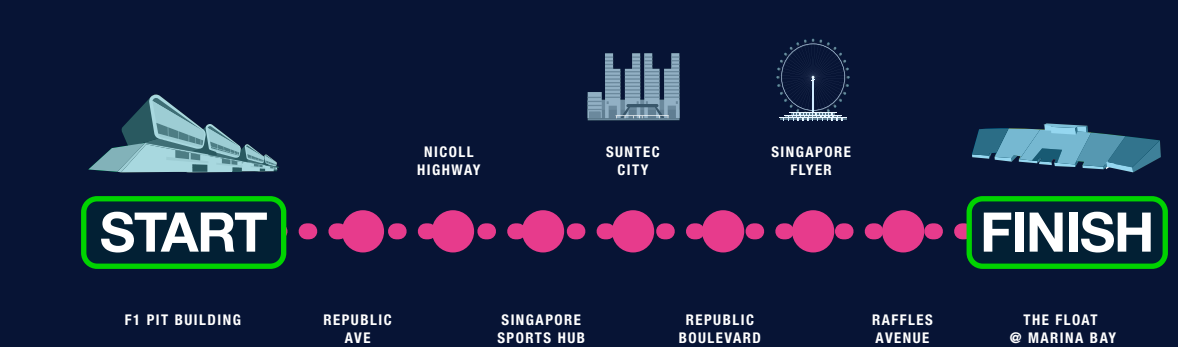 NICOLL
HIGHWAY
SUNTEC
CITY
SINGAPORE
FLYER
START
FINISH
F1 PIT BUILDING
REPUBLIC
AVE
SINGAPORE
SPORTS HUB
REPUBLIC
BOULEVARD
RAFFLES
AVENUE
THE FLOAT
@ MARINA BAY